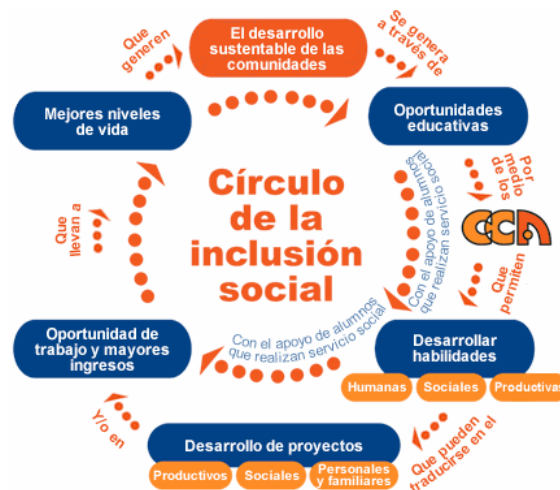 El desarrollo
sustentable de las
comunidades
Se genera
a través de
Oportunidades
educativas
Por
medio
de los
CCA
Que
permiten
Con el apoyo de alumnos
que realizan servicio social
Desarrollar
habilidades
Humanas
Sociales
Productivas
Que pueden
traducirse en el
Con el apoyo de alumnos
que realizan servicio social
Desarrollo de proyectos
Productivos
Sociales
Personales
y familiares
Y/o en
Oportunidad de
trabajo y mayores
ingresos
Que
llevan a
Mejores niveles
de vida
Que
generen
Círculo
de la
inclusión
social